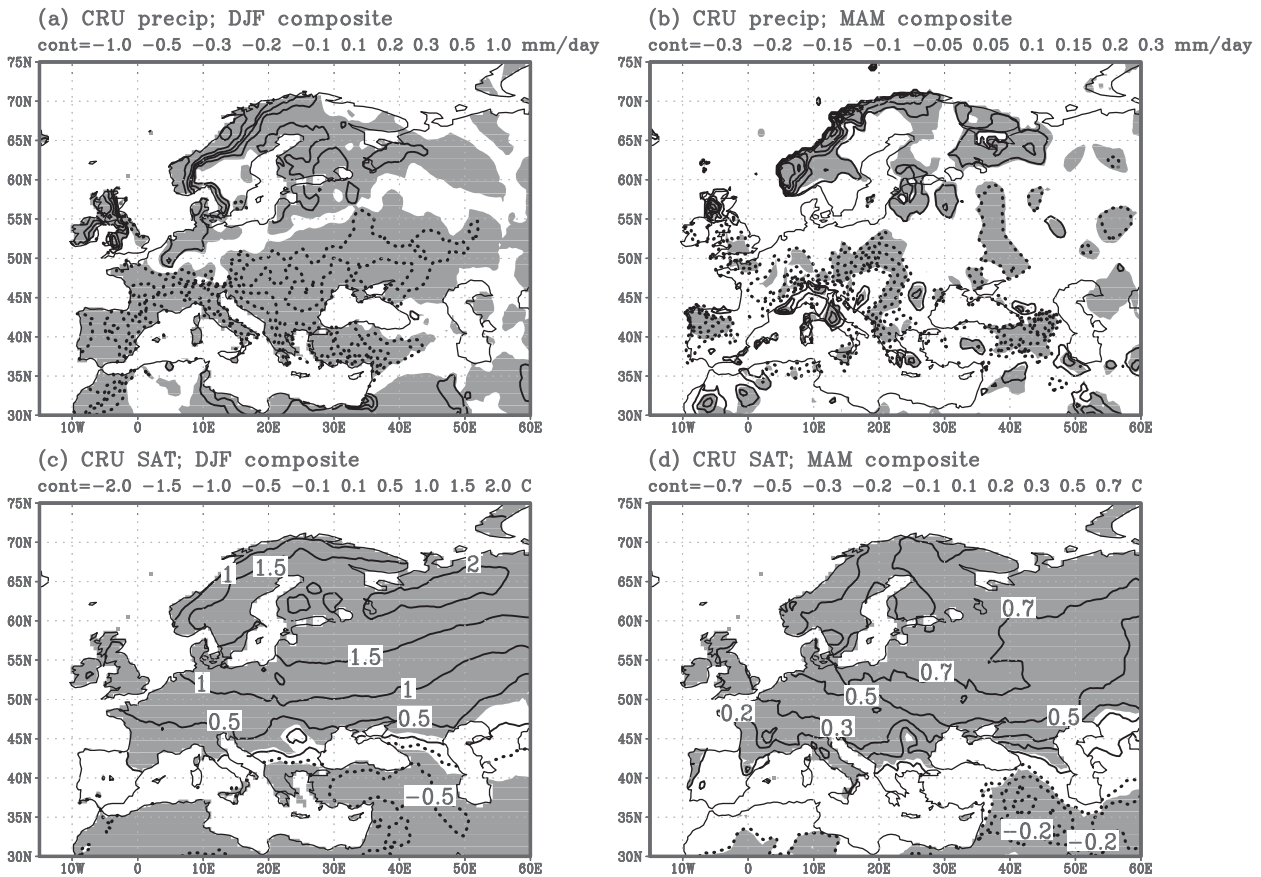 (a) CRU precip; DJF composite
cont=−1.0 −0.5 −0.3 −0.2 −0.1 0.1 0.2 0.3 0.5 1.0 mm/day
75N
70N
65N
60N
55N
50N
45N
40N
35N
30N
10W 0 10E 20E 30E 40E 50E 60E
(b) CRU precip; MAM composite
cont=−0.3 −0.2 −0.15 −0.1 −0.05 0.05 0.1 0.15 0.2 0.3 mm/day
75N
70N
65N
60N
55N
50N
45N
40N
35N
30N
10W 0 10E 20E 30E 40E 50E 60E
(c) CRU SAT; DJF composite
cont=−2.0 −1.5 −1.0 −0.5 −0.1 0.1 0.5 1.0 1.5 2.0 C
75N
70N
65N
60N
55N
50N
45N
40N
35N
30N
1 1.5 2
1.5
1 1
0.5 0.5
−0.5
10W 0 10E 20E 30E 40E 50E 60E
(d) CRU SAT; MAM composite
cont=−0.7 −0.5 −0.3 −0.2 −0.1 0.1 0.2 0.3 0.5 0.7 C
75N
70N
65N
60N
55N
50N
45N
40N
35N
30N
0.7
0.7
0.5
0.2 0.5
0.3
−0.2 −0.2
10W 0 10E 20E 30E 40E 50E 60E